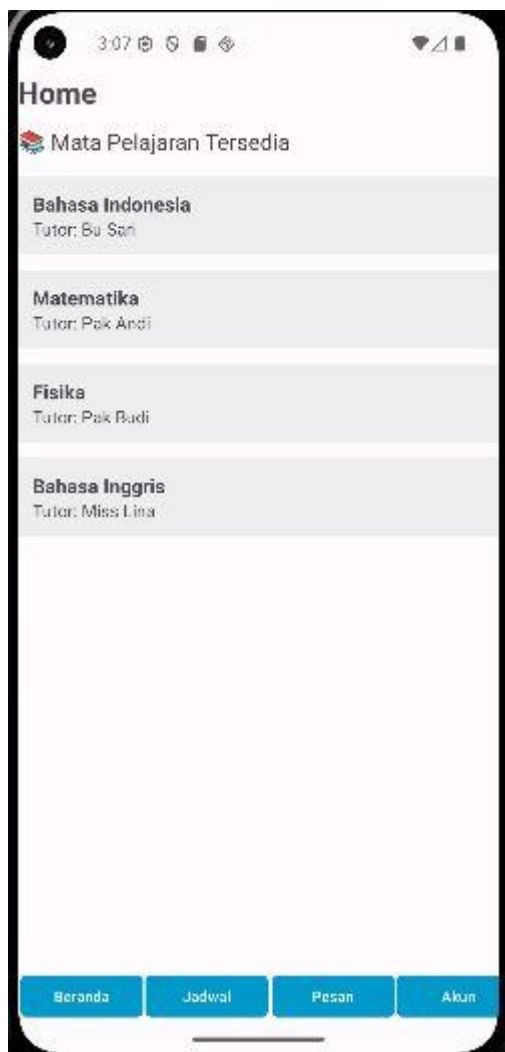 3:07
Home
📚 Mata Pelajaran Tersedia
Bahasa Indonesia
Tutor: Bu Sari
Matematika
Tutor: Pak Andi
Fisika
Tutor: Pak Budi
Bahasa Inggris
Tutor: Miss Lina
Beranda Jadwal Pesan Akun